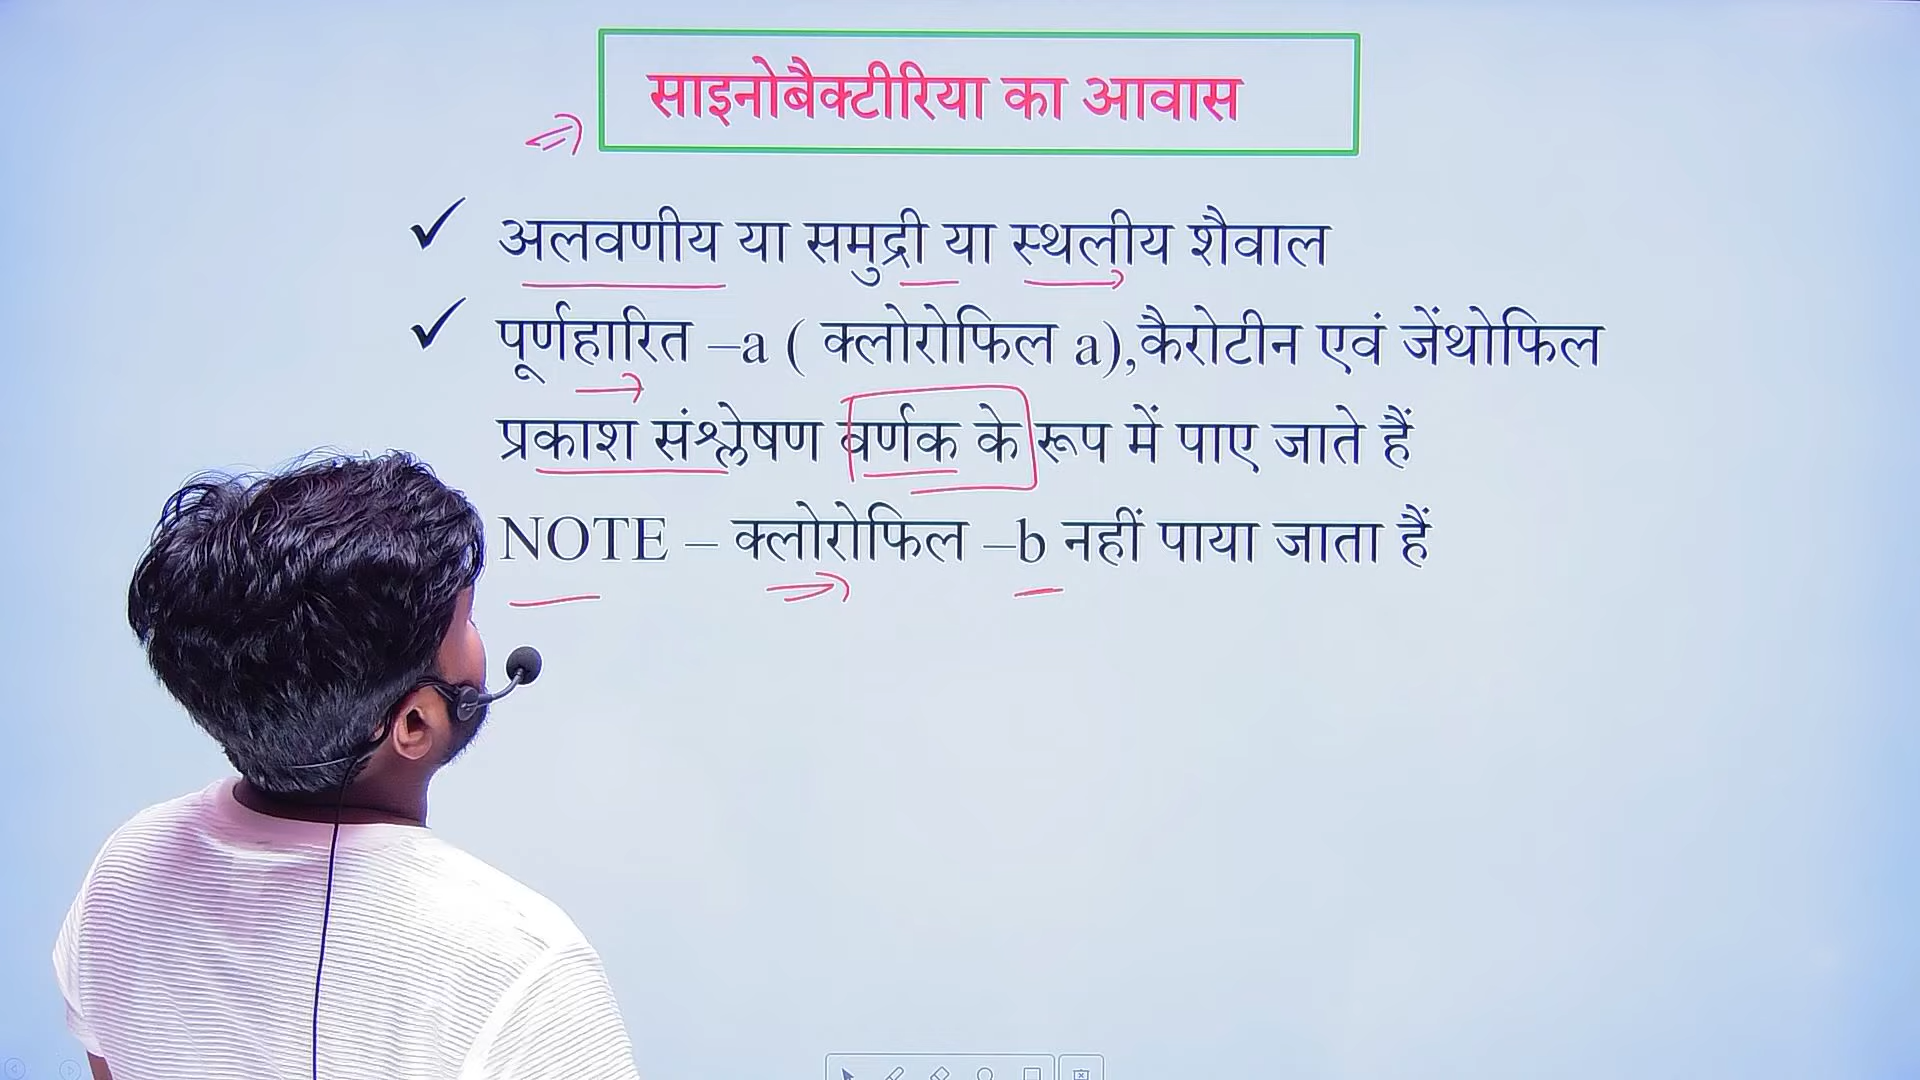 साइनोबैक्टीरिया का आवास
अलवणीय या समुद्री या स्थलीय शैवाल
पूर्णहारित –a ( क्लोरोफिल a),कैरोटीन एवं जेंथोफिल
प्रकाश संश्लेषण वर्णक के रूप में पाए जाते हैं
NOTE – क्लोरोफिल –b नहीं पाया जाता हैं